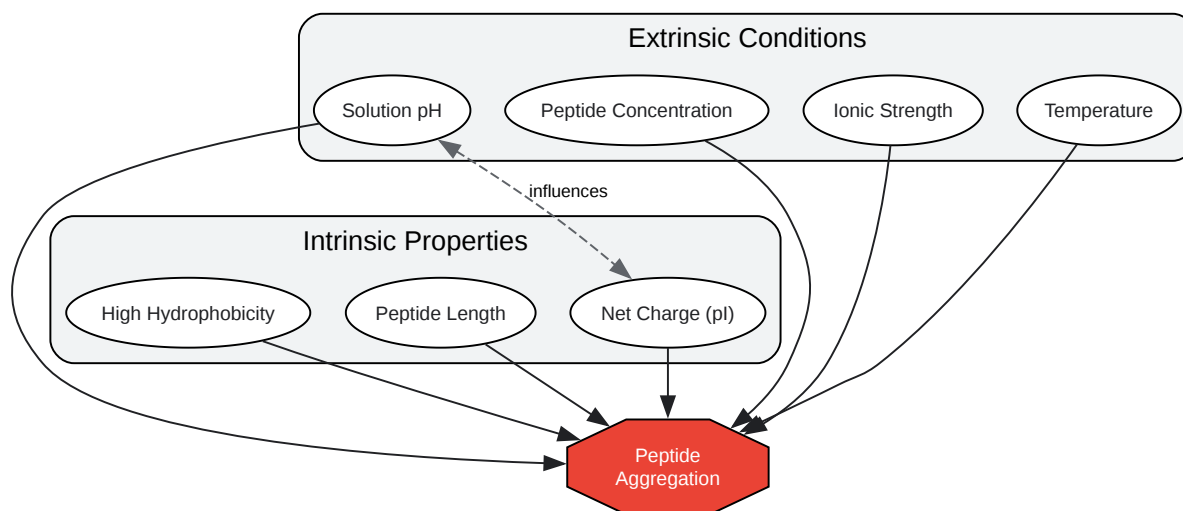 Extrinsic Conditions
Solution pH
Peptide Concentration
Ionic Strength
Temperature
influences
Intrinsic Properties
High Hydrophobicity
Peptide Length
Net Charge (pI)
Peptide
Aggregation